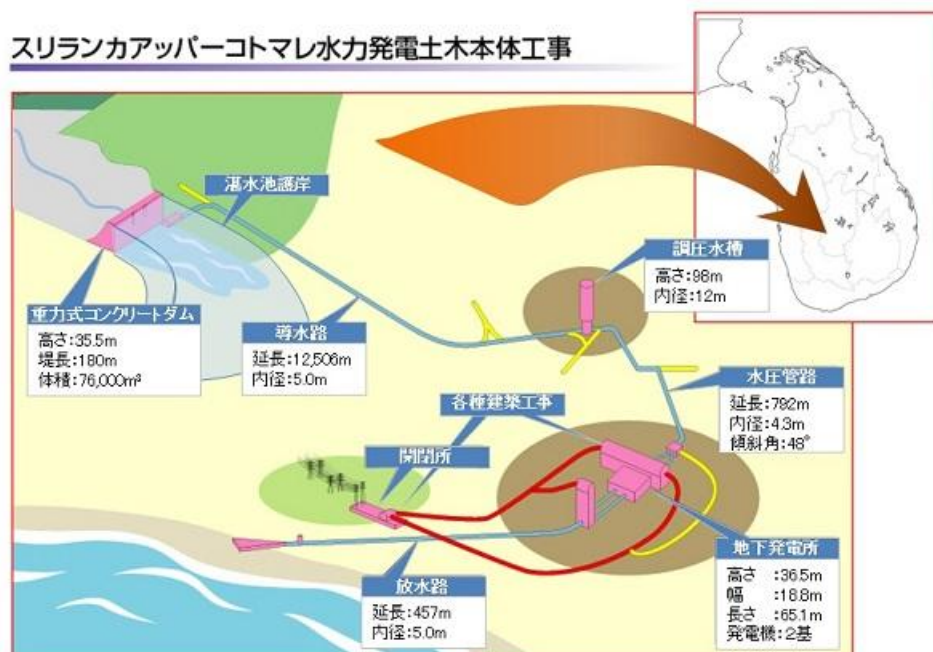 スリランカアッパーコトマレ水力発電土木本体工事
湛水池護岸
重力式コンクリートダム
高さ:35.5m
堤長:180m
体積:76,000m³
導水路
延長:12,506m
内径:5.0m
調圧水槽
高さ:98m
内径:12m
水圧管路
延長:792m
内径:4.3m
傾斜角:48°
各種建築工事
開閉所
放水路
延長:457m
内径:5.0m
地下発電所
高さ:36.5m
幅:18.8m
長さ:65.1m
発電機:2基